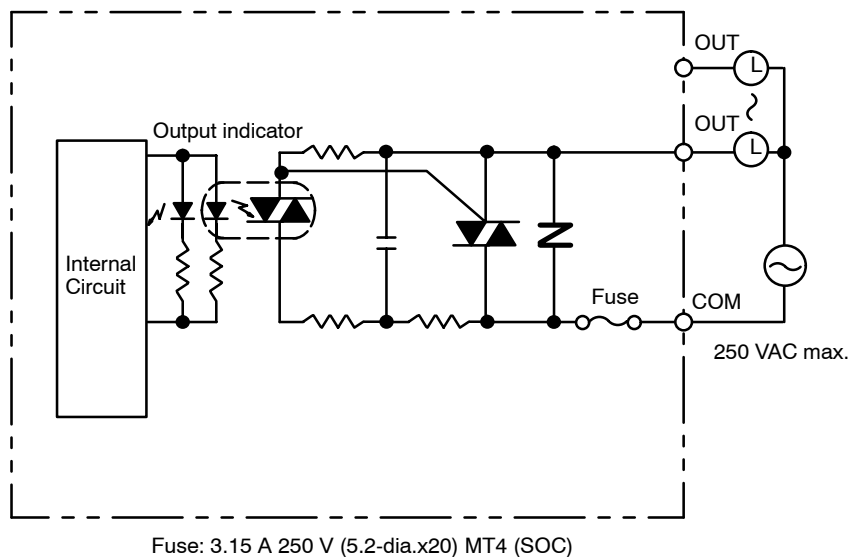 OUT
L
Output indicator
OUT
L
Internal
Circuit
Fuse
COM
250 VAC max.
Fuse: 3.15 A 250 V (5.2-dia.x20) MT4 (SOC)